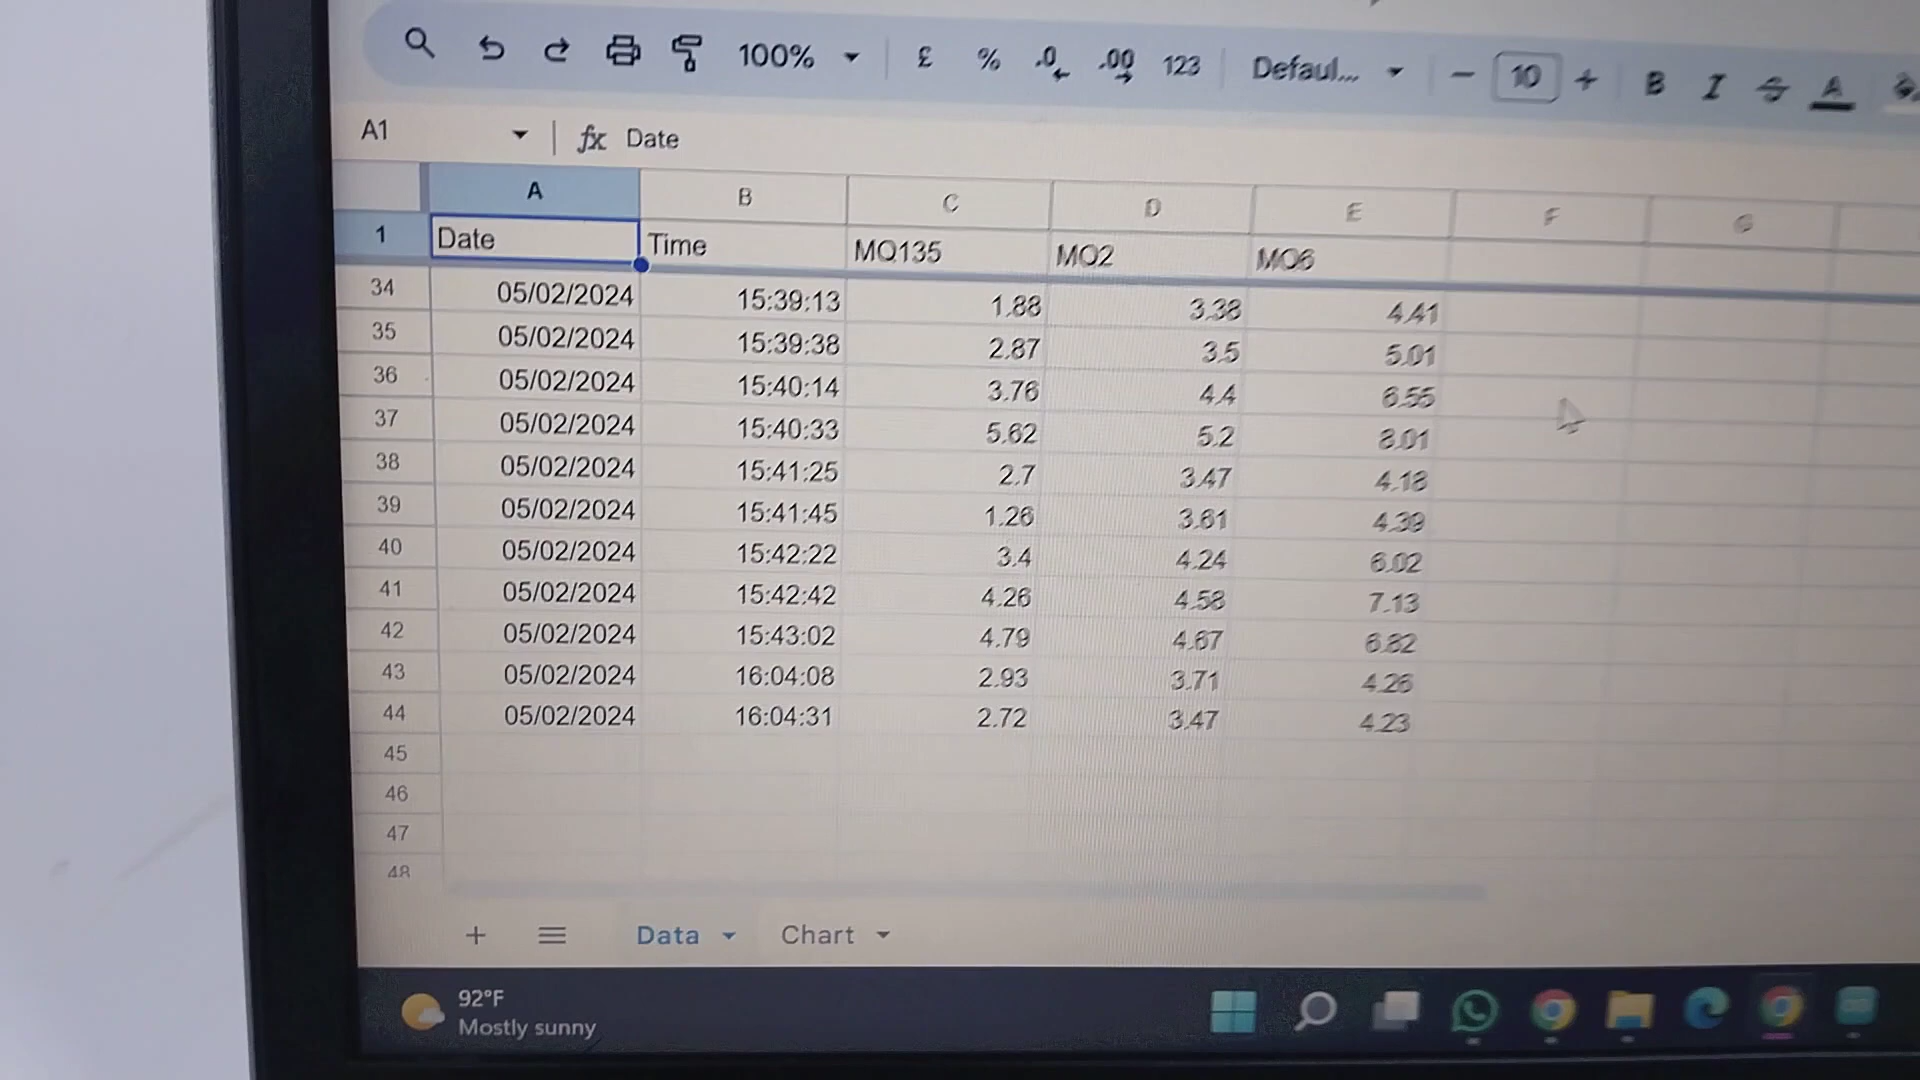 100% £ % .0 .00 123 Defaul... − 10 + B I S A
A1 fx Date
A B C D E F G
1 Date Time MQ135 MQ2 MQ6
34 05/02/2024 15:39:13 1.88 3.38 4.41
35 05/02/2024 15:39:38 2.87 3.5 5.01
36 05/02/2024 15:40:14 3.76 4.4 6.55
37 05/02/2024 15:40:33 5.62 5.2 8.01
38 05/02/2024 15:41:25 2.7 3.47 4.18
39 05/02/2024 15:41:45 1.26 3.61 4.39
40 05/02/2024 15:42:22 3.4 4.24 6.02
41 05/02/2024 15:42:42 4.26 4.58 7.13
42 05/02/2024 15:43:02 4.79 4.67 6.82
43 05/02/2024 16:04:08 2.93 3.71 4.26
44 05/02/2024 16:04:31 2.72 3.47 4.23
45
46
47
48
+ Data Chart
92°F
Mostly sunny